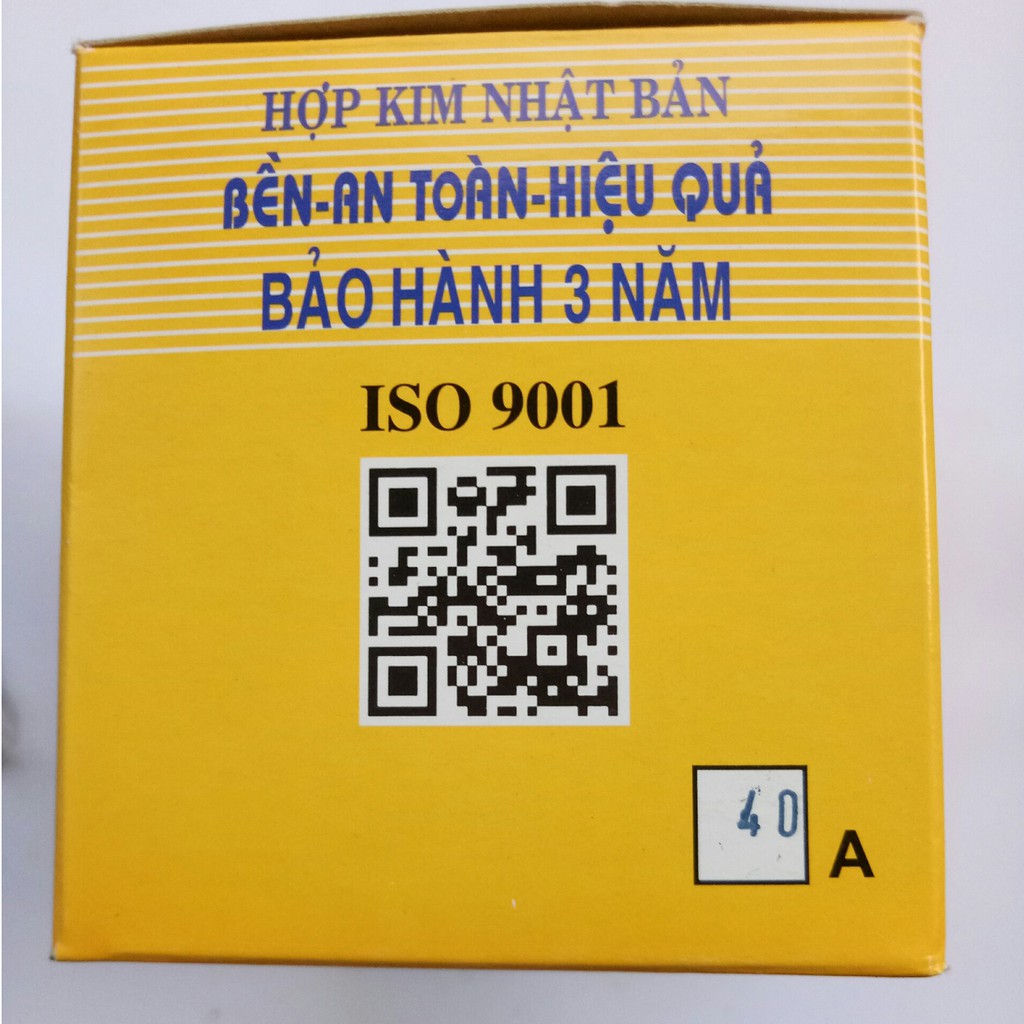 HỢP KIM NHẬT BẢN
BỀN-AN TOÀN-HIỆU QUẢ
BẢO HÀNH 3 NĂM
ISO 9001
40 A